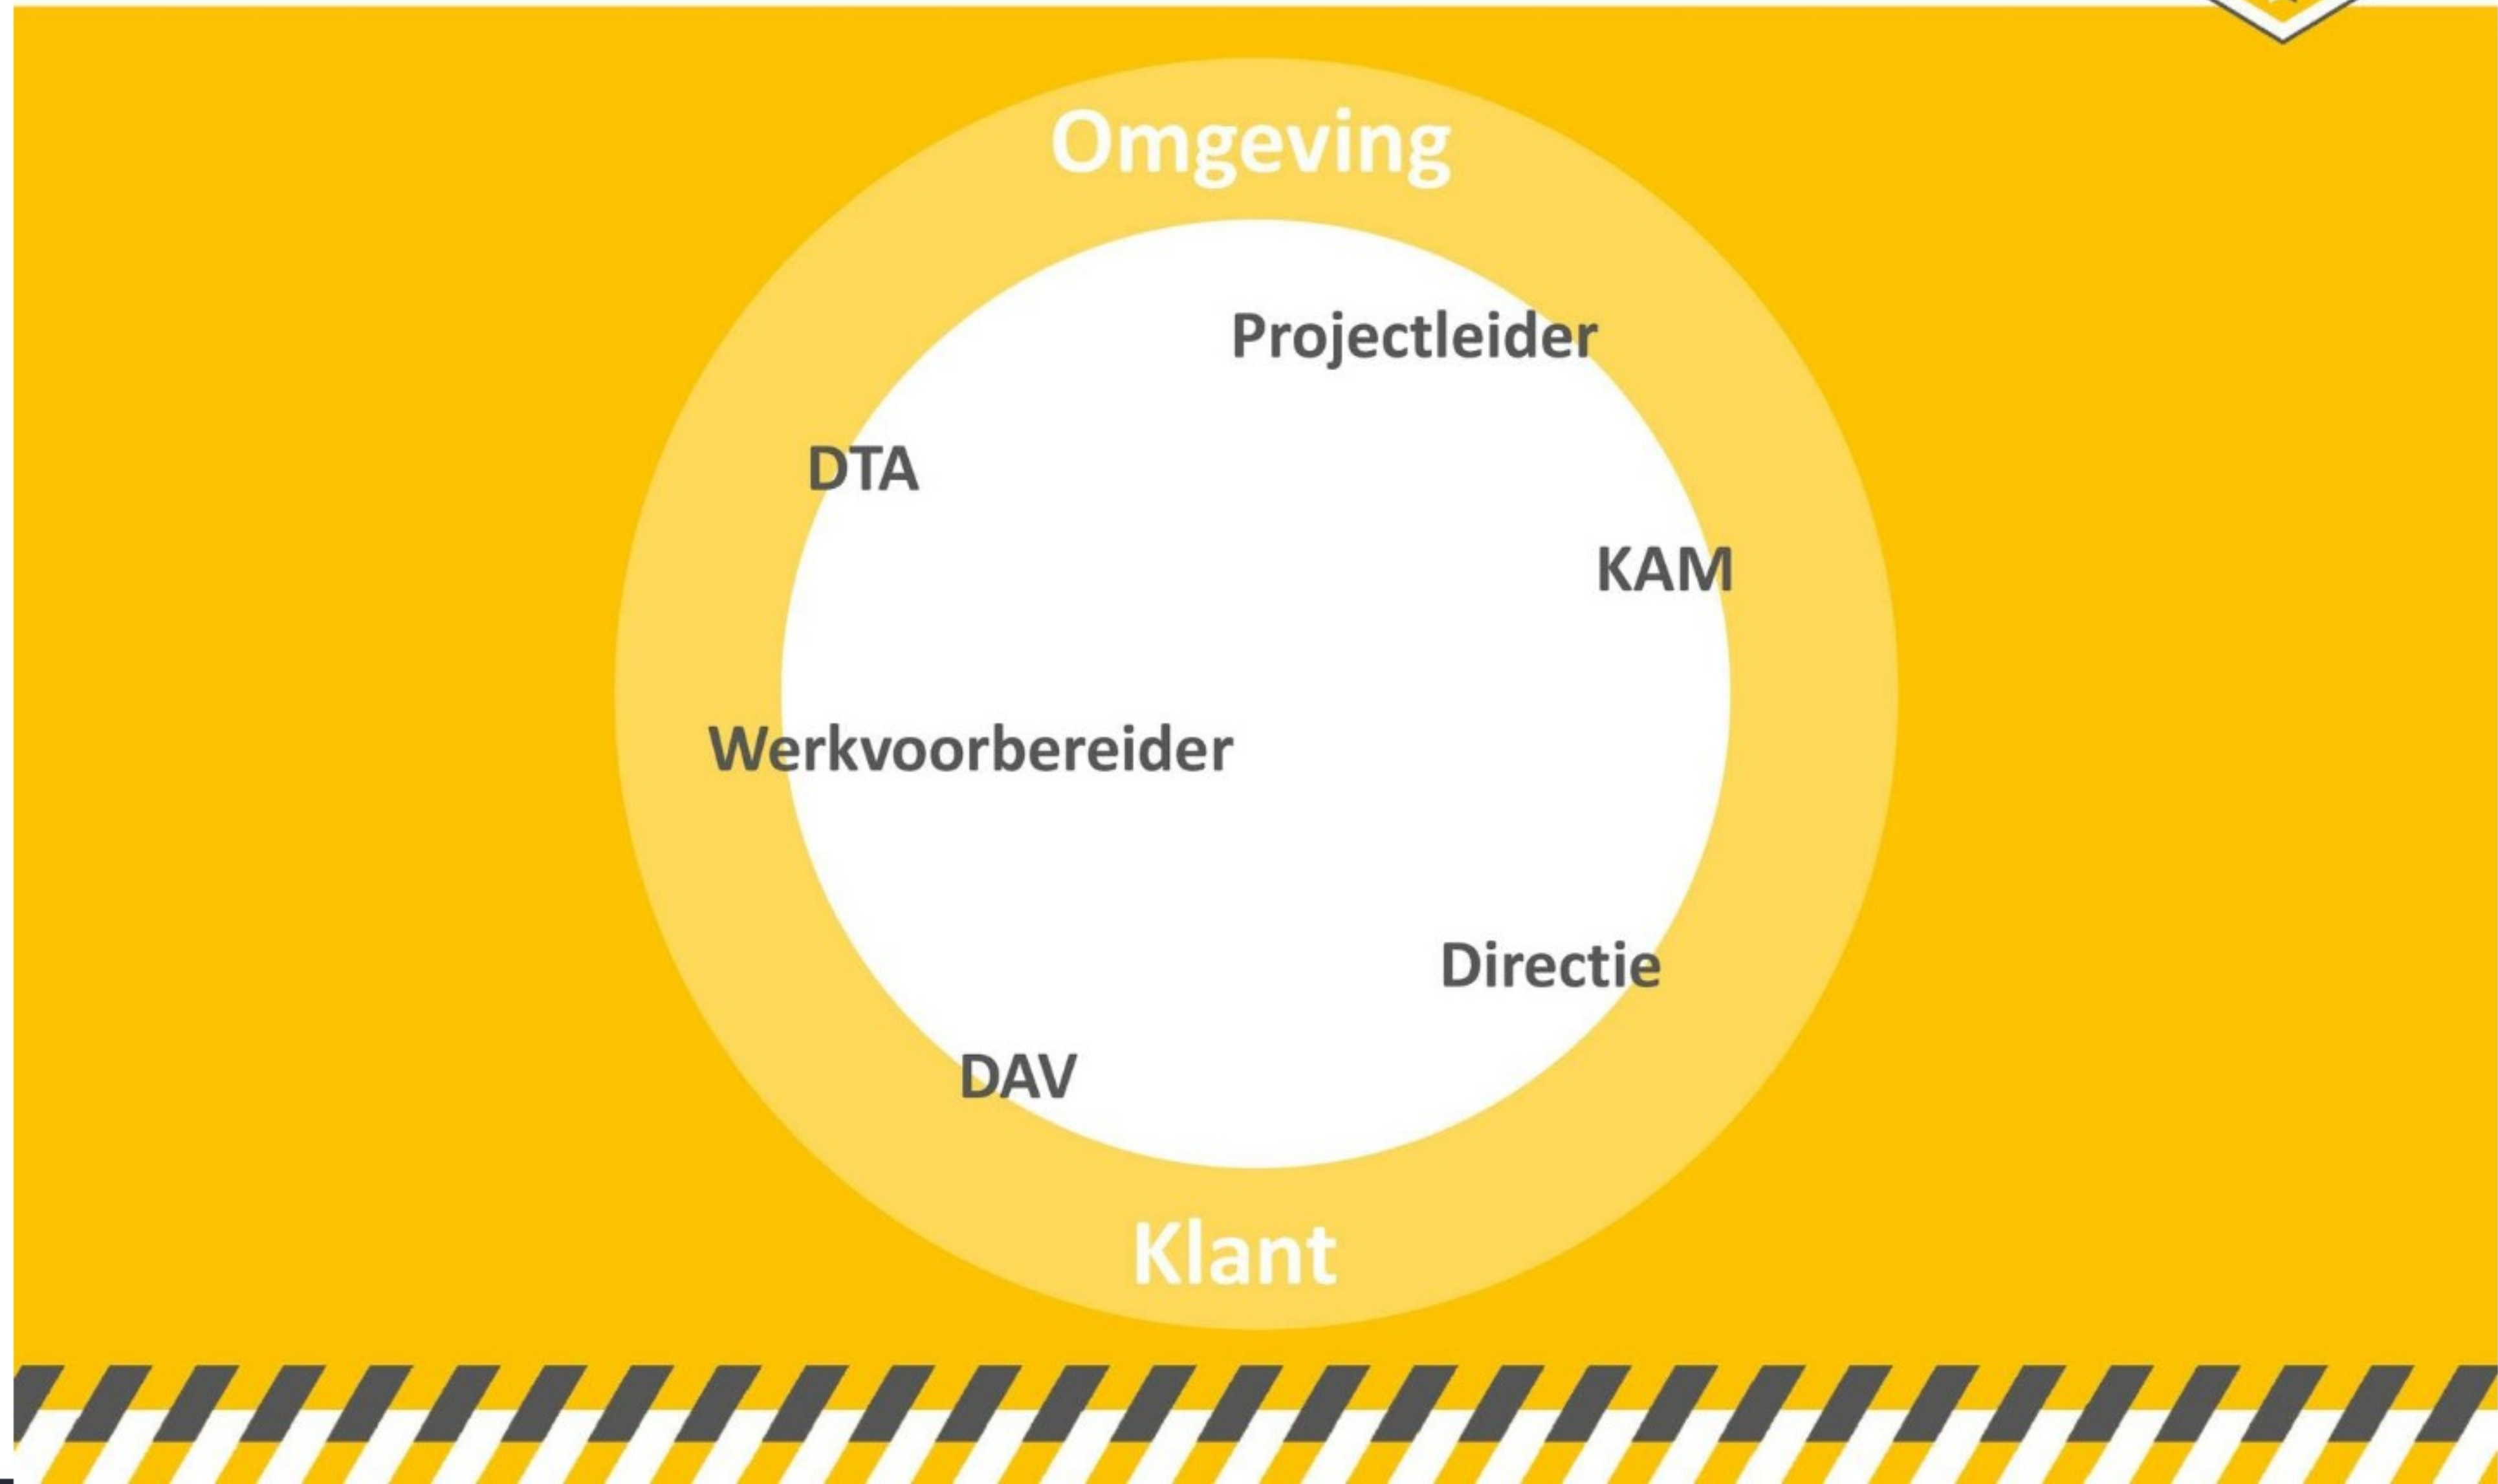 Omgeving
Projectleider
DTA
KAM
Werkvoorbereider
Directie
DAV
Klant